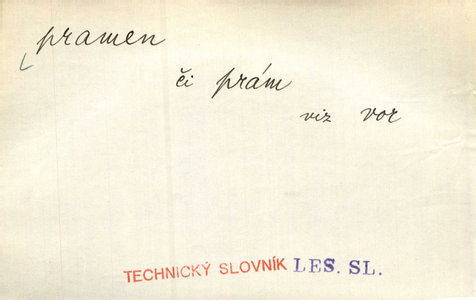 pramen
či prám
viz vor
TECHNICKÝ SLOVNÍK LES. SL.